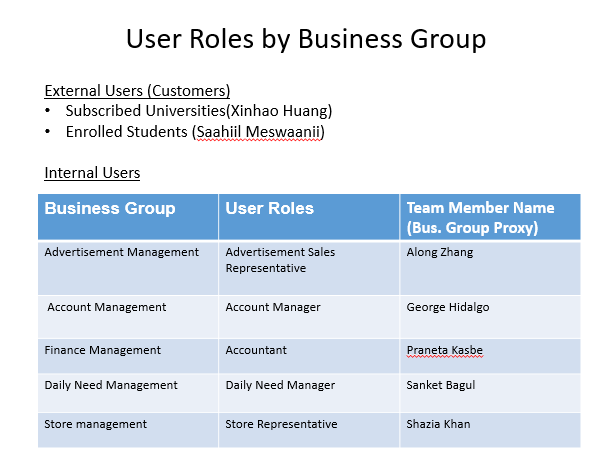 User Roles by Business Group
External Users (Customers)
• Subscribed Universities(Xinhao Huang)
• Enrolled Students (Saahiil Meswaanii)
Internal Users
Business Group User Roles Team Member Name
(Bus. Group Proxy)
Advertisement Management Advertisement Sales Along Zhang
Representative
Account Management Account Manager George Hidalgo
Finance Management Accountant Praneta Kasbe
Daily Need Management Daily Need Manager Sanket Bagul
Store management Store Representative Shazia Khan